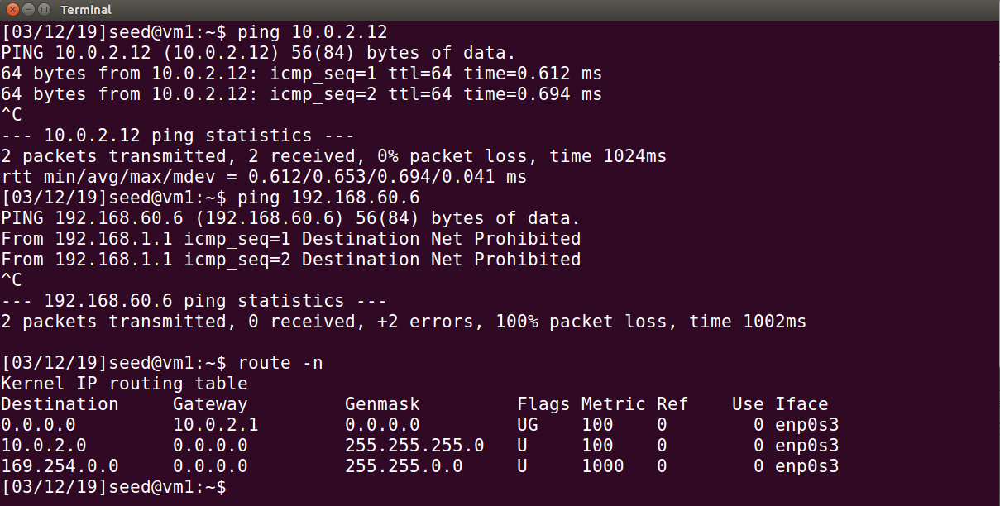 Terminal
[03/12/19]seed@vm1:~$ ping 10.0.2.12
PING 10.0.2.12 (10.0.2.12) 56(84) bytes of data.
64 bytes from 10.0.2.12: icmp_seq=1 ttl=64 time=0.612 ms
64 bytes from 10.0.2.12: icmp_seq=2 ttl=64 time=0.694 ms
^C
--- 10.0.2.12 ping statistics ---
2 packets transmitted, 2 received, 0% packet loss, time 1024ms
rtt min/avg/max/mdev = 0.612/0.653/0.694/0.041 ms
[03/12/19]seed@vm1:~$ ping 192.168.60.6
PING 192.168.60.6 (192.168.60.6) 56(84) bytes of data.
From 192.168.1.1 icmp_seq=1 Destination Net Prohibited
From 192.168.1.1 icmp_seq=2 Destination Net Prohibited
^C
--- 192.168.60.6 ping statistics ---
2 packets transmitted, 0 received, +2 errors, 100% packet loss, time 1002ms
[03/12/19]seed@vm1:~$ route -n
Kernel IP routing table
Destination     Gateway         Genmask         Flags Metric Ref    Use Iface
0.0.0.0         10.0.2.1        0.0.0.0         UG    100    0        0 enp0s3
10.0.2.0        0.0.0.0         255.255.255.0   U     100    0        0 enp0s3
169.254.0.0     0.0.0.0         255.255.0.0     U     1000   0        0 enp0s3
[03/12/19]seed@vm1:~$